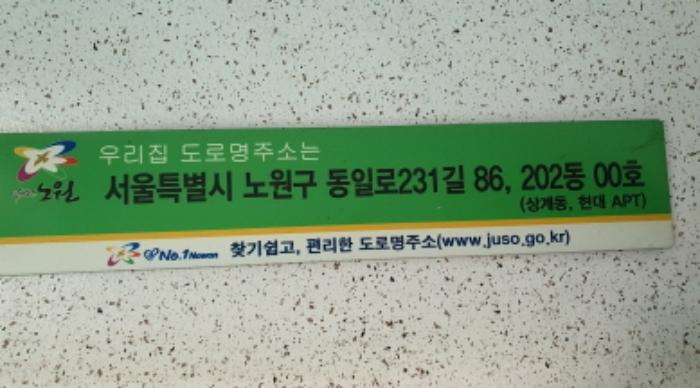 우리집 도로명주소는
서울특별시 노원구 동일로231길 86, 202동 00호
(상계동, 현대 APT)
노원
No.1 Nowon 찾기쉽고, 편리한 도로명주소(www.juso.go.kr)